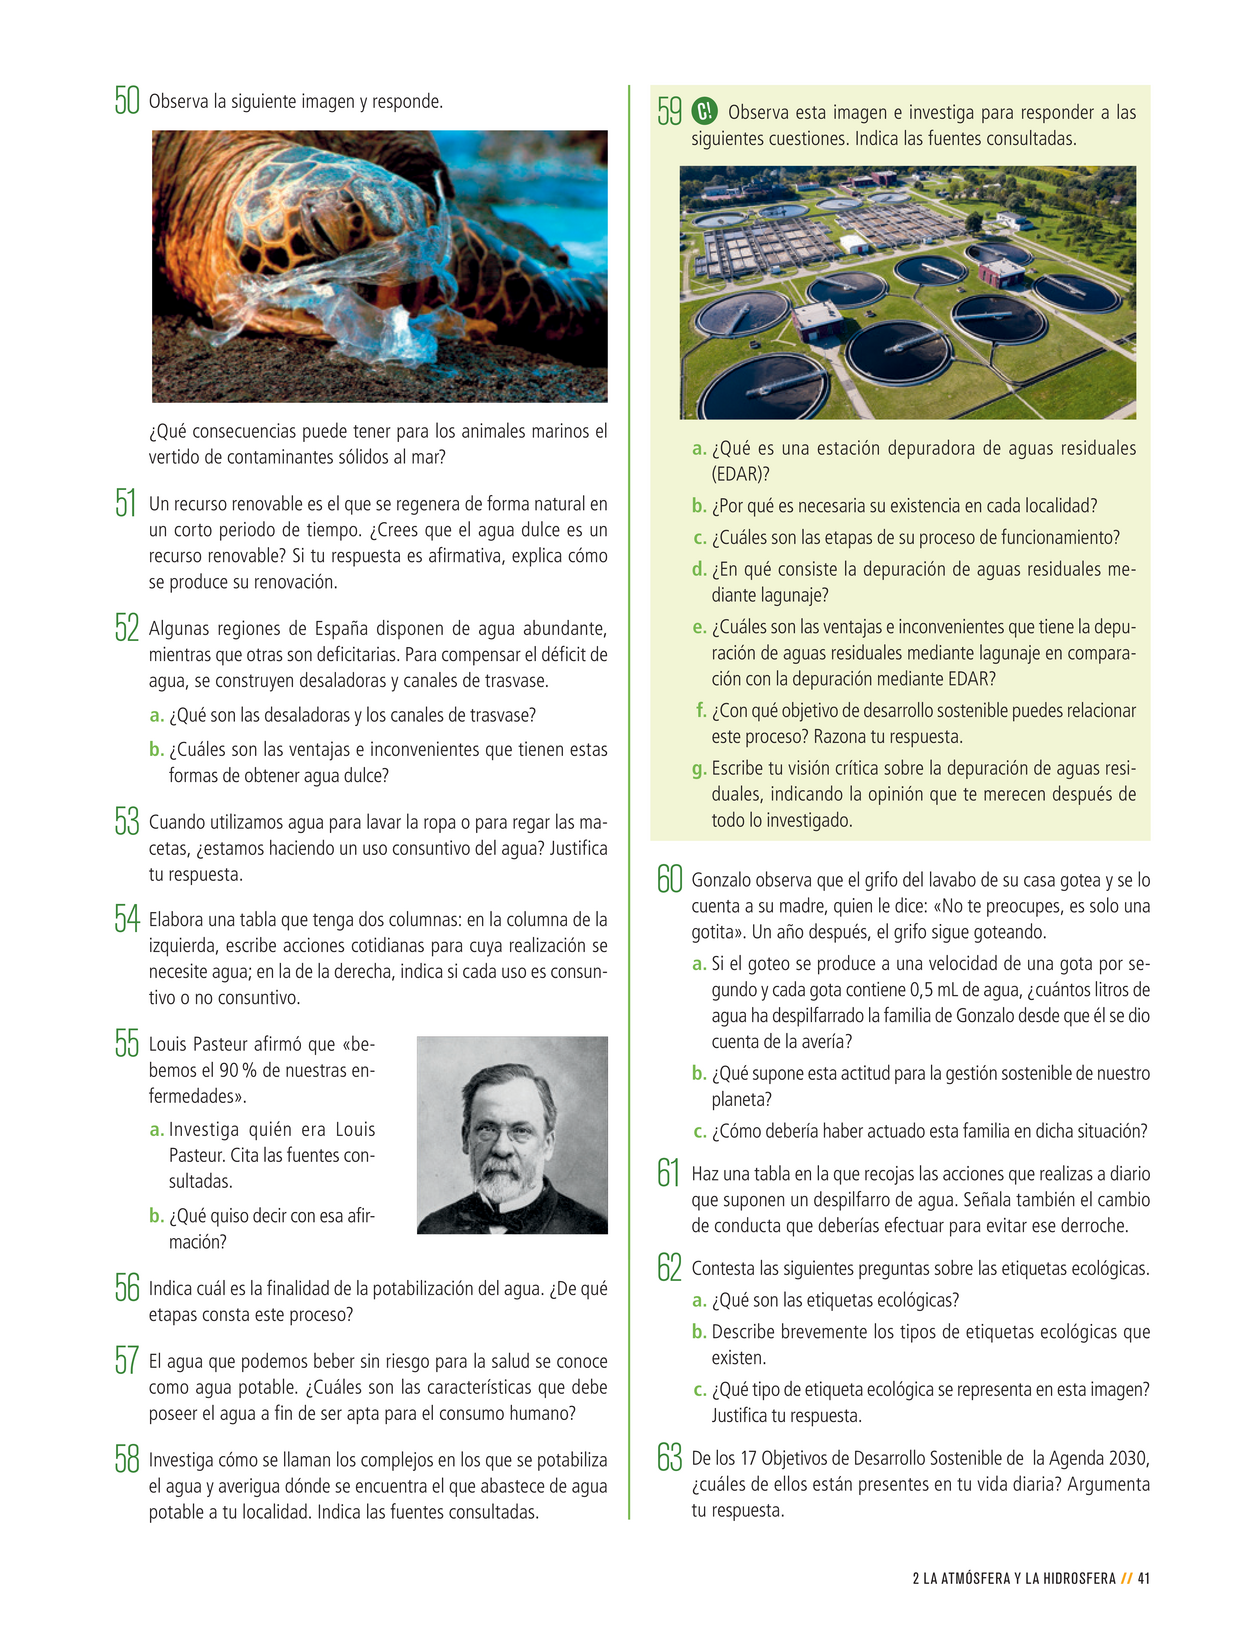 50 Observa la siguiente imagen y responde.
¿Qué consecuencias puede tener para los animales marinos el
vertido de contaminantes sólidos al mar?
51 Un recurso renovable es el que se regenera de forma natural en
un corto periodo de tiempo. ¿Crees que el agua dulce es un
recurso renovable? Si tu respuesta es afirmativa, explica cómo
se produce su renovación.
52 Algunas regiones de España disponen de agua abundante,
mientras que otras son deficitarias. Para compensar el déficit de
agua, se construyen desaladoras y canales de trasvase.
a. ¿Qué son las desaladoras y los canales de trasvase?
b. ¿Cuáles son las ventajas e inconvenientes que tienen estas
formas de obtener agua dulce?
53 Cuando utilizamos agua para lavar la ropa o para regar las ma-
cetas, ¿estamos haciendo un uso consuntivo del agua? Justifica
tu respuesta.
54 Elabora una tabla que tenga dos columnas: en la columna de la
izquierda, escribe acciones cotidianas para cuya realización se
necesite agua; en la de la derecha, indica si cada uso es consun-
tivo o no consuntivo.
55 Louis Pasteur afirmó que «be-
bemos el 90 % de nuestras en-
fermedades».
a. Investiga quién era Louis
Pasteur. Cita las fuentes con-
sultadas.
b. ¿Qué quiso decir con esa afir-
mación?
56 Indica cuál es la finalidad de la potabilización del agua. ¿De qué
etapas consta este proceso?
57 El agua que podemos beber sin riesgo para la salud se conoce
como agua potable. ¿Cuáles son las características que debe
poseer el agua a fin de ser apta para el consumo humano?
58 Investiga cómo se llaman los complejos en los que se potabiliza
el agua y averigua dónde se encuentra el que abastece de agua
potable a tu localidad. Indica las fuentes consultadas.
59 C! Observa esta imagen e investiga para responder a las
siguientes cuestiones. Indica las fuentes consultadas.
a. ¿Qué es una estación depuradora de aguas residuales
(EDAR)?
b. ¿Por qué es necesaria su existencia en cada localidad?
c. ¿Cuáles son las etapas de su proceso de funcionamiento?
d. ¿En qué consiste la depuración de aguas residuales me-
diante lagunaje?
e. ¿Cuáles son las ventajas e inconvenientes que tiene la depu-
ración de aguas residuales mediante lagunaje en compara-
ción con la depuración mediante EDAR?
f. ¿Con qué objetivo de desarrollo sostenible puedes relacionar
este proceso? Razona tu respuesta.
g. Escribe tu visión crítica sobre la depuración de aguas resi-
duales, indicando la opinión que te merecen después de
todo lo investigado.
60 Gonzalo observa que el grifo del lavabo de su casa gotea y se lo
cuenta a su madre, quien le dice: «No te preocupes, es solo una
gotita». Un año después, el grifo sigue goteando.
a. Si el goteo se produce a una velocidad de una gota por se-
gundo y cada gota contiene 0,5 mL de agua, ¿cuántos litros de
agua ha despilfarrado la familia de Gonzalo desde que él se dio
cuenta de la avería?
b. ¿Qué supone esta actitud para la gestión sostenible de nuestro
planeta?
c. ¿Cómo debería haber actuado esta familia en dicha situación?
61 Haz una tabla en la que recojas las acciones que realizas a diario
que suponen un despilfarro de agua. Señala también el cambio
de conducta que deberías efectuar para evitar ese derroche.
62 Contesta las siguientes preguntas sobre las etiquetas ecológicas.
a. ¿Qué son las etiquetas ecológicas?
b. Describe brevemente los tipos de etiquetas ecológicas que
existen.
c. ¿Qué tipo de etiqueta ecológica se representa en esta imagen?
Justifica tu respuesta.
63 De los 17 Objetivos de Desarrollo Sostenible de la Agenda 2030,
¿cuáles de ellos están presentes en tu vida diaria? Argumenta
tu respuesta.
2 LA ATMÓSFERA Y LA HIDROSFERA // 41